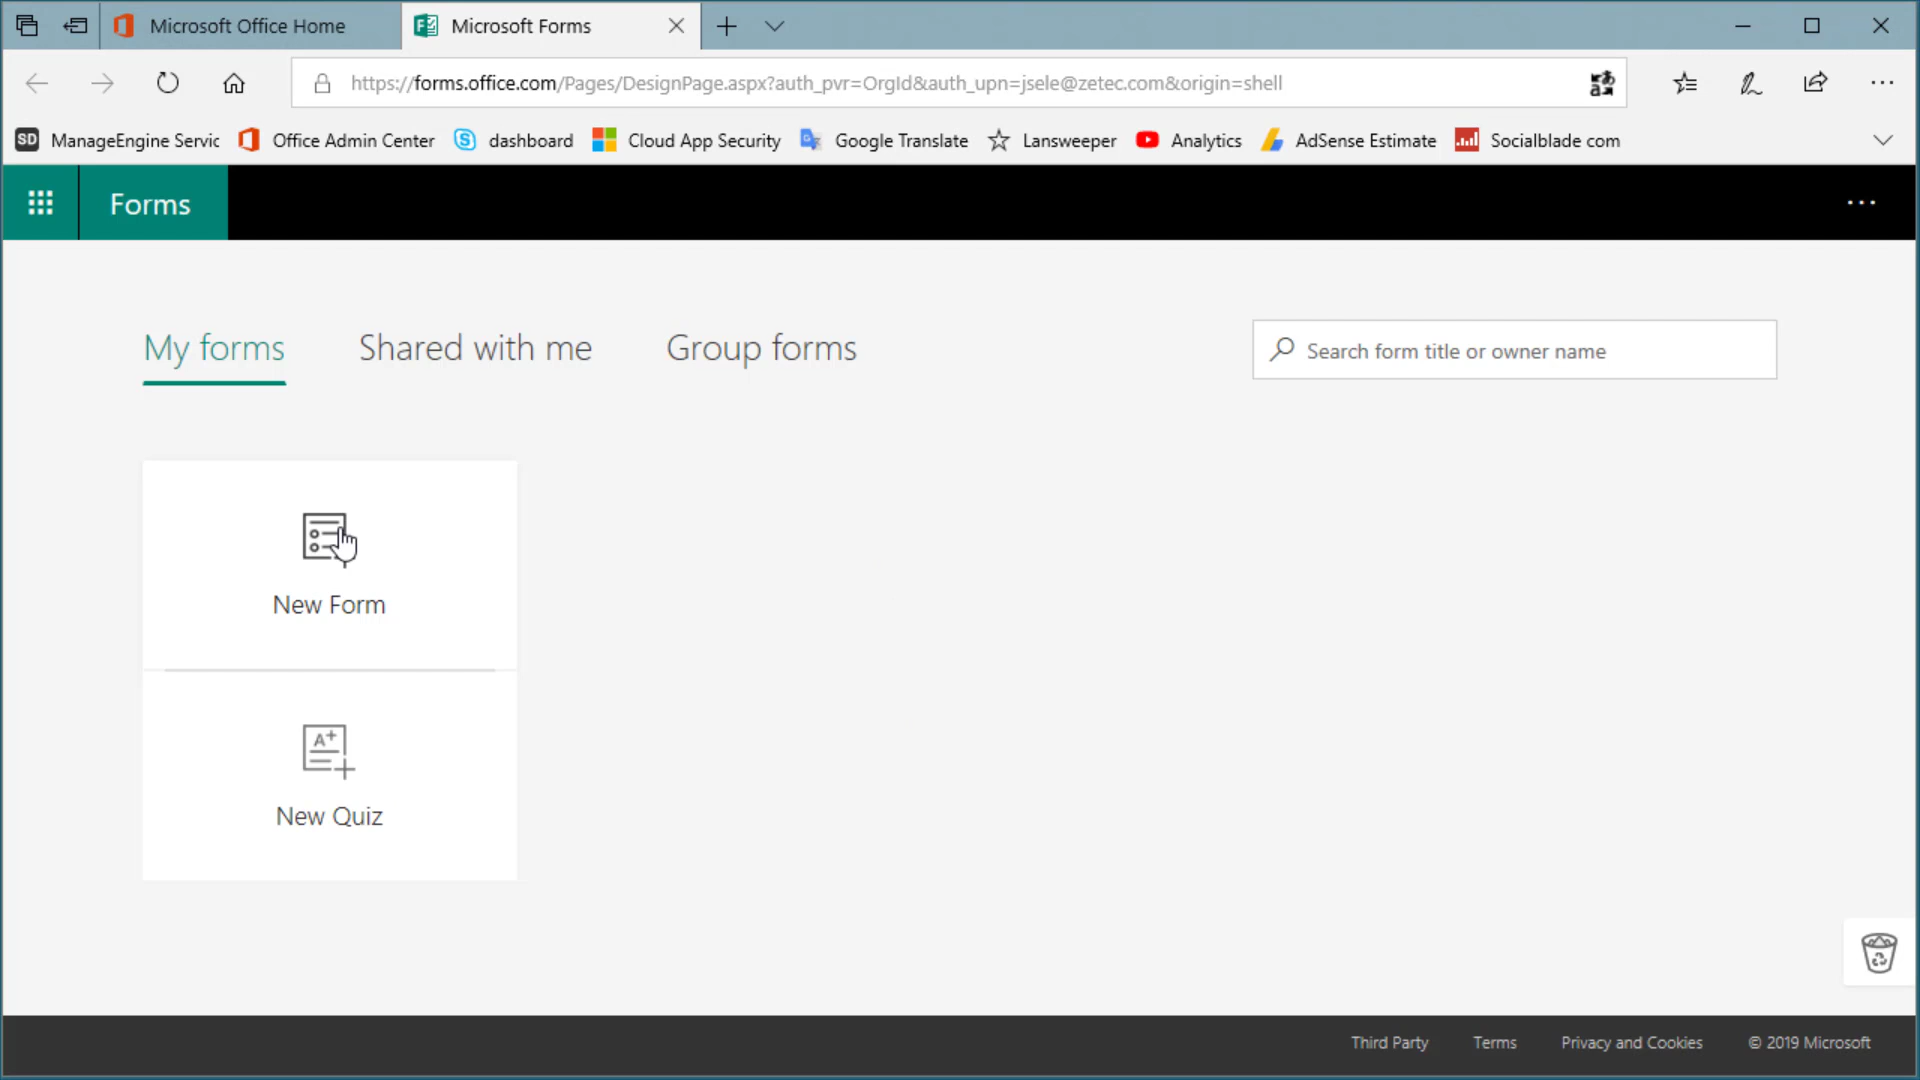 Microsoft Office Home
Microsoft Forms
https://forms.office.com/Pages/DesignPage.aspx?auth_pvr=OrgId&auth_upn=jsele@zetec.com&origin=shell
SD ManageEngine Servic
Office Admin Center
dashboard
Cloud App Security
Google Translate
Lansweeper
Analytics
AdSense Estimate
Socialblade com
Forms
My forms
Shared with me
Group forms
Search form title or owner name
New Form
A+
New Quiz
Third Party
Terms
Privacy and Cookies
© 2019 Microsoft